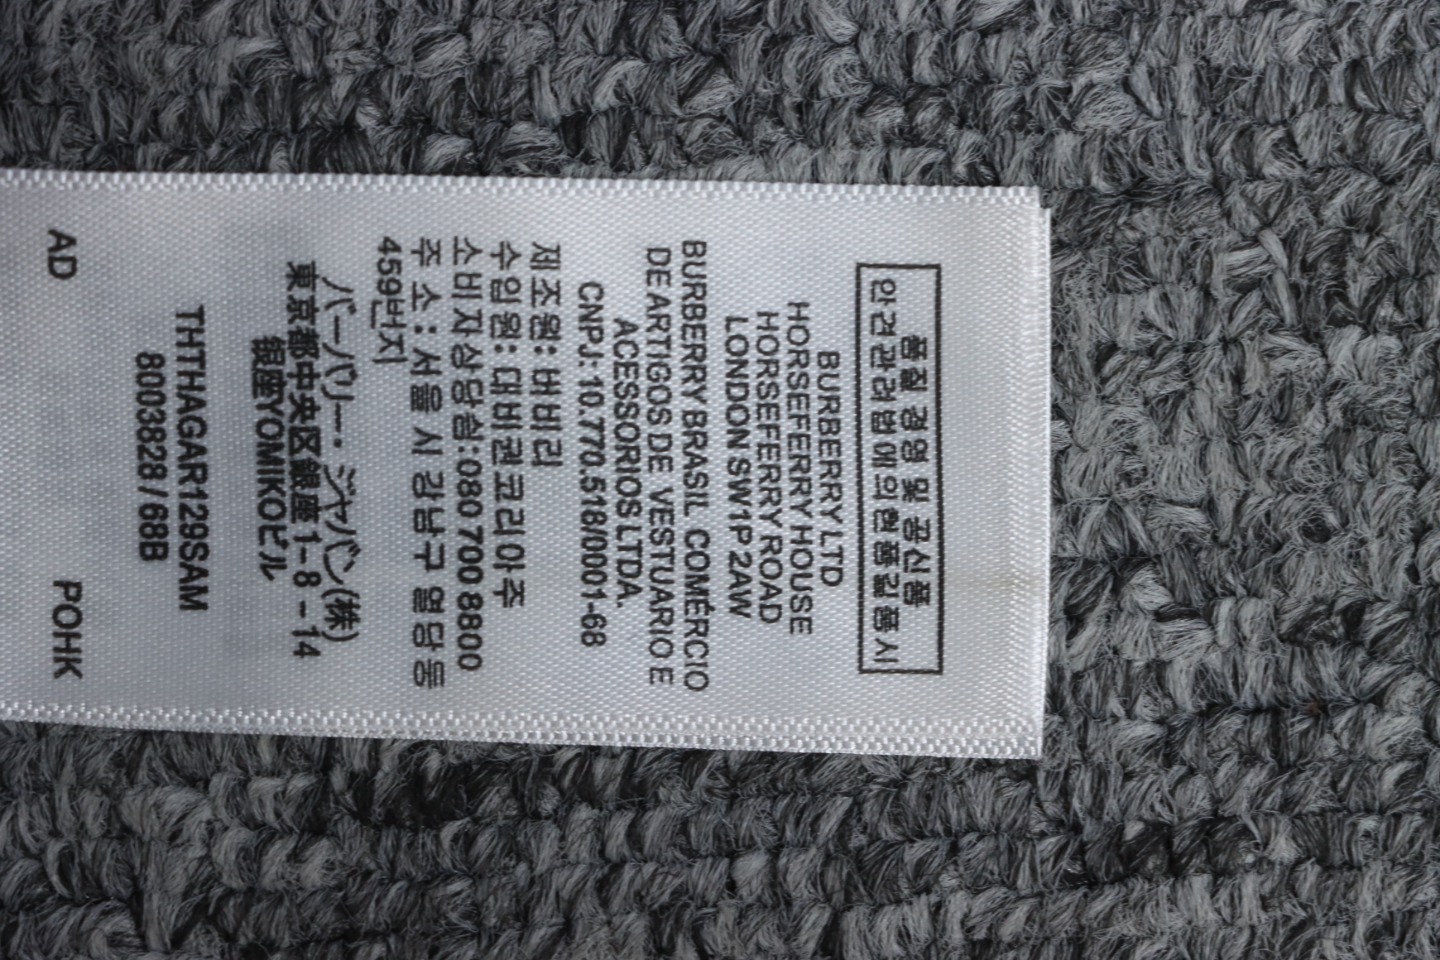 품질 경영 및 공산품
안전관리법에 의한 품질표시
BURBERRY LTD
HORSEFERRY HOUSE
HORSEFERRY ROAD
LONDON SW1P 2AW
BURBERRY BRASIL COMÉRCIO
DE ARTIGOS DE VESTUARIO E
ACESSORIOS LTDA.
CNPJ: 10.770.518/0001-68
제조원: 버버리
수입원: 대버권코리아주
소비자상담실:080 700 8800
주 소 : 서울 시 강남구 열당동
459번지
バーバリー・ジャパン(株)
東京都中央区銀座 1-8-14
銀座YOMIKOビル
THTHAGAR129SAM
8003828 / 68B
AD POHK